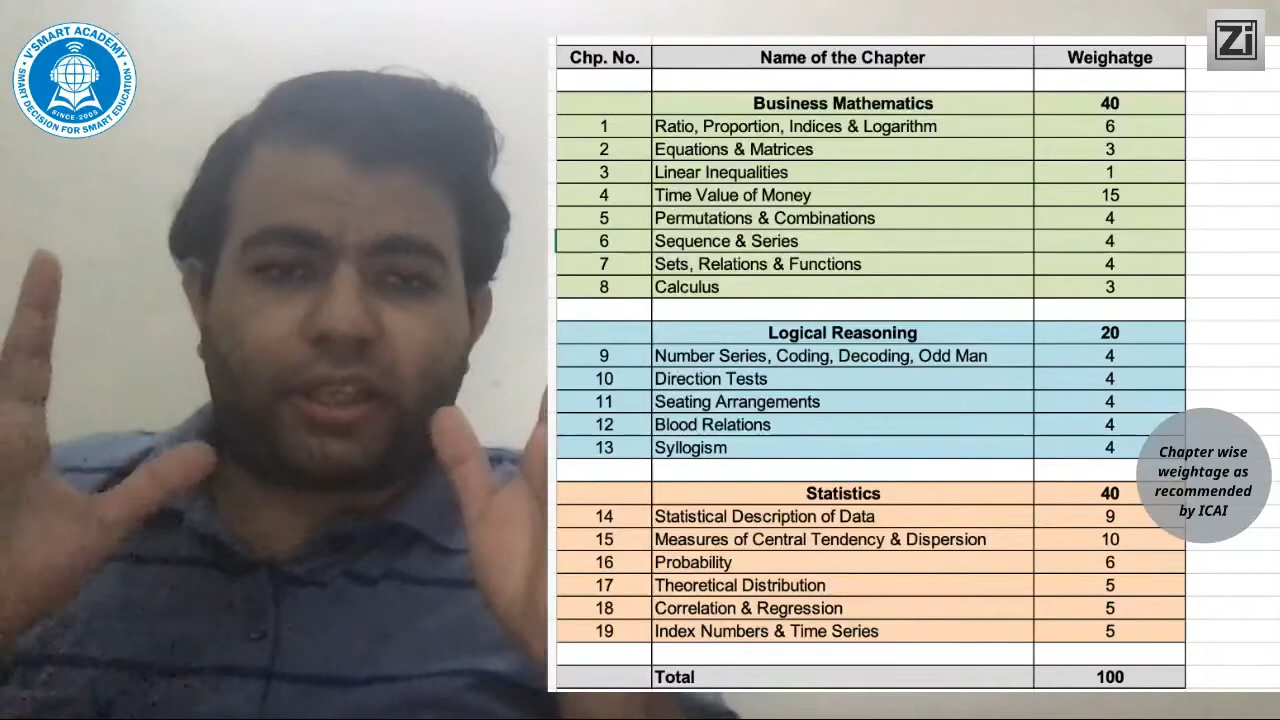 V'SMART ACADEMY
SMART DECISION FOR SMART EDUCATION
SINCE-2005
Zi
Chp. No. Name of the Chapter Weighatge
Business Mathematics 40
1 Ratio, Proportion, Indices & Logarithm 6
2 Equations & Matrices 3
3 Linear Inequalities 1
4 Time Value of Money 15
5 Permutations & Combinations 4
6 Sequence & Series 4
7 Sets, Relations & Functions 4
8 Calculus 3
Logical Reasoning 20
9 Number Series, Coding, Decoding, Odd Man 4
10 Direction Tests 4
11 Seating Arrangements 4
12 Blood Relations 4
13 Syllogism 4
Chapter wise
weightage as
recommended
by ICAI
Statistics 40
14 Statistical Description of Data 9
15 Measures of Central Tendency & Dispersion 10
16 Probability 6
17 Theoretical Distribution 5
18 Correlation & Regression 5
19 Index Numbers & Time Series 5
Total 100